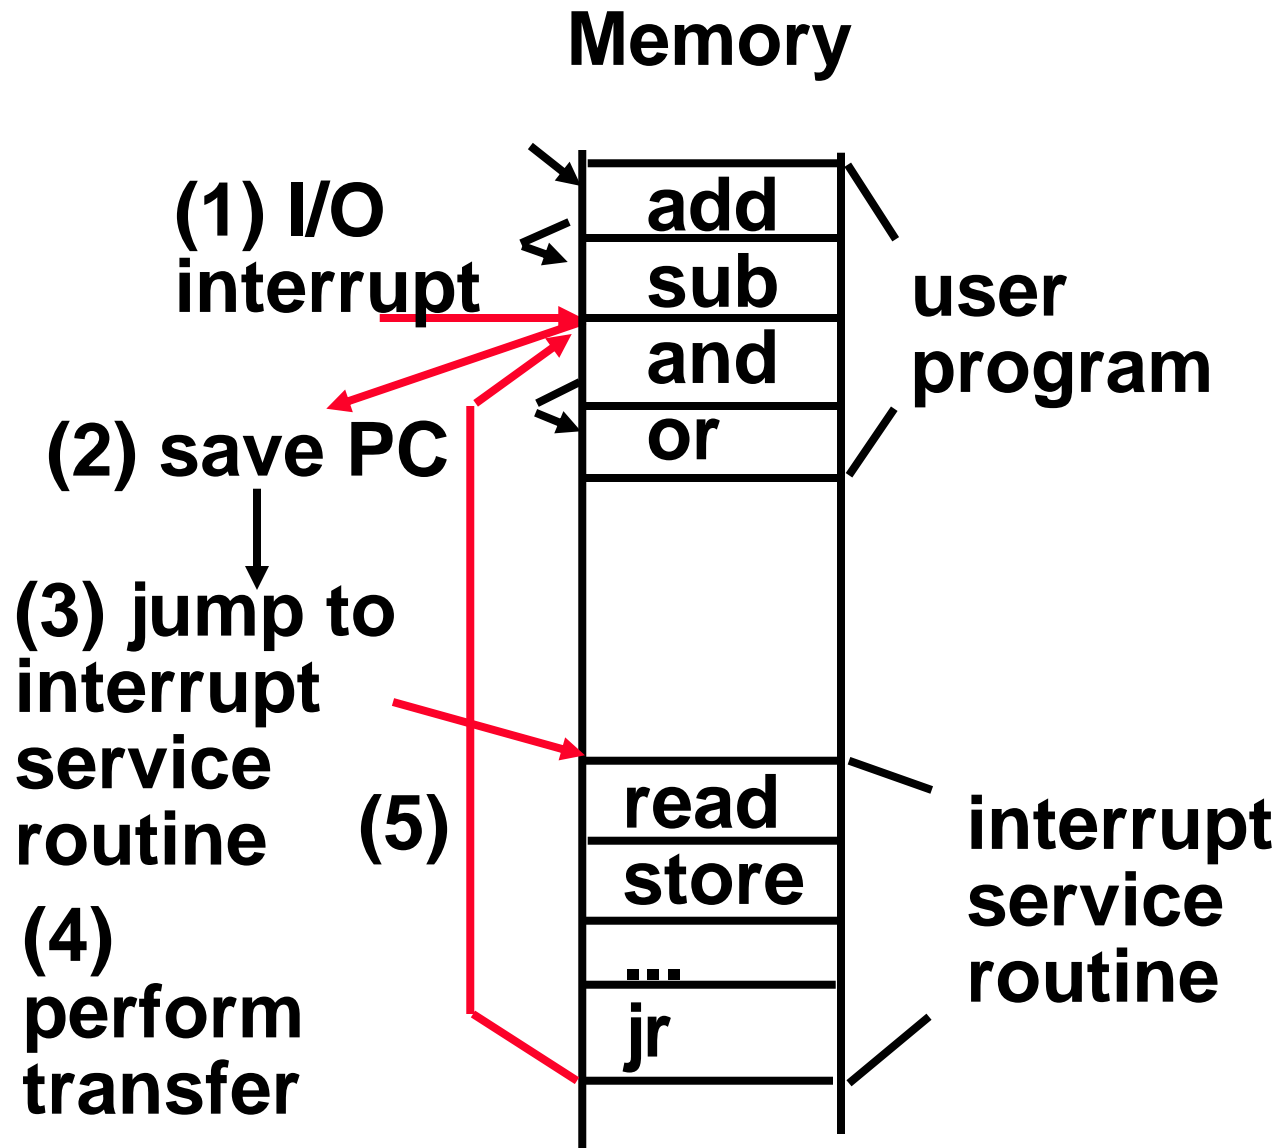 Memory
(1) I/O
interrupt
add
sub
and
or
user
program
(2) save PC
(3) jump to
interrupt
service
routine
(5)
read
store
...
jr
interrupt
service
routine
(4)
perform
transfer